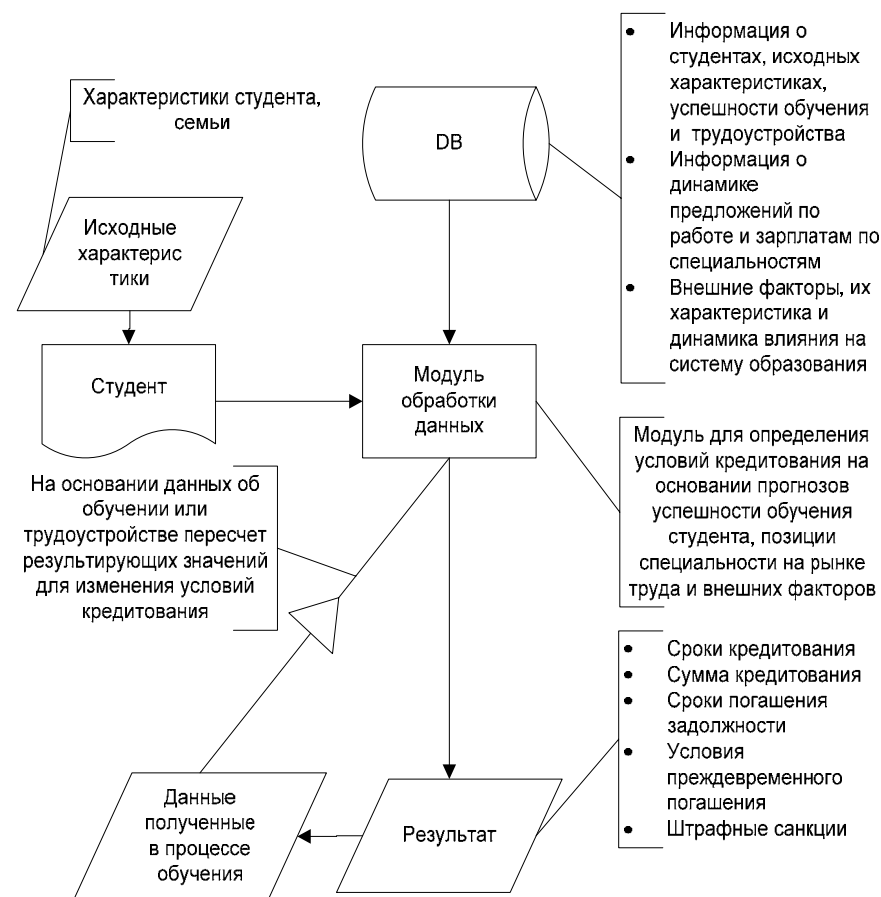 Характеристики студента,
семьи
Исходные
характерис
тики
Студент
DB
• Информация о
студентах, исходных
характеристиках,
успешности обучения
и трудоустройства
• Информация о
динамике
предложений по
работе и зарплатам по
специальностям
• Внешние факторы, их
характеристика и
динамика влияния на
систему образования
Модуль
обработки
данных
Модуль для определения
условий кредитования на
основании прогнозов
успешности обучения
студента, позиции
специальности на рынке
труда и внешних факторов
На основании данных об
обучении или
трудоустройстве пересчет
результирующих значений
для изменения условий
кредитования
• Сроки кредитования
• Сумма кредитования
• Сроки погашения
задолжности
• Условия
преждевременного
погашения
• Штрафные санкции
Данные
полученные
в процессе
обучения
Результат